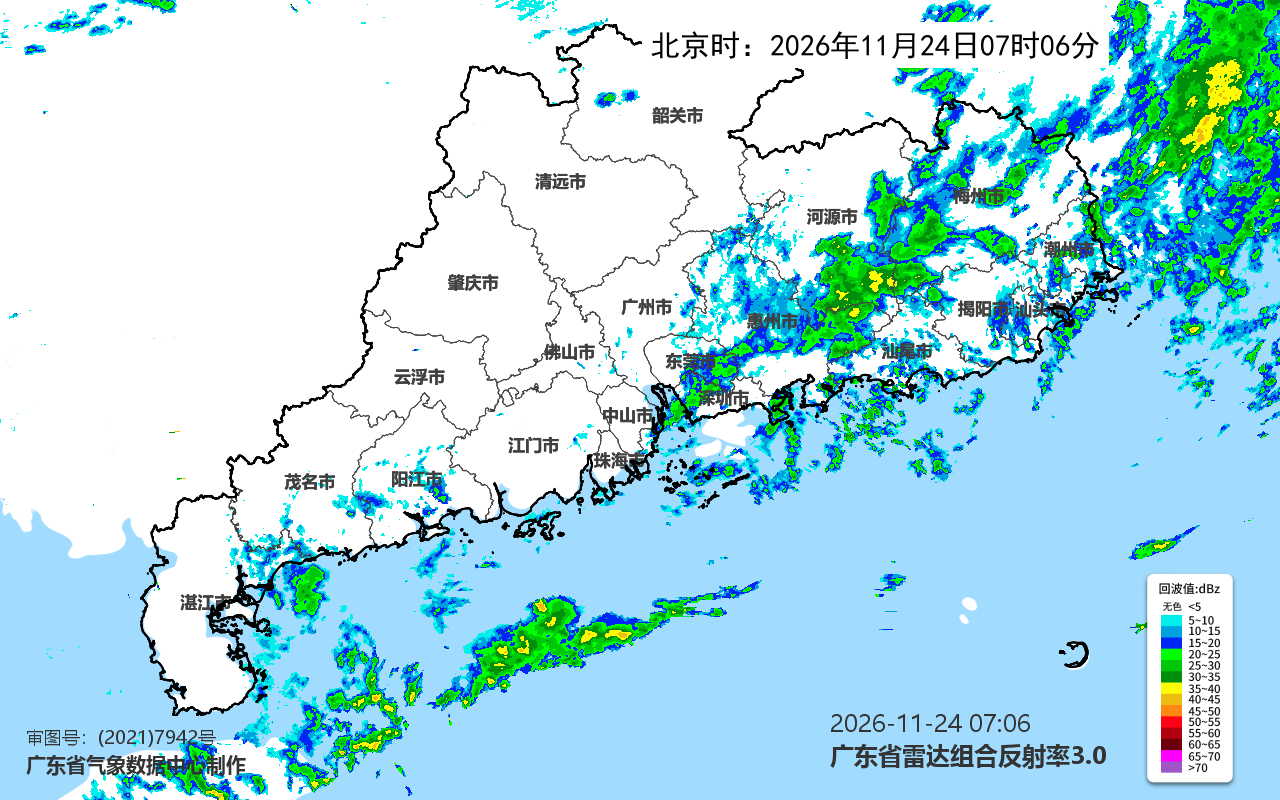 北京时：2026年11月24日07时06分
韶关市
清远市
梅州市
河源市
潮州市
肇庆市
广州市
揭阳市
汕头市
惠州市
佛山市
东莞市
汕尾市
云浮市
深圳市
中山市
江门市
珠海市
茂名市
阳江市
湛江市
回波值:dBz
无色 <5
5~10
10~15
15~20
20~25
25~30
30~35
35~40
40~45
45~50
50~55
55~60
60~65
65~70
>70
审图号：(2021)7942号
广东省气象数据中心制作
2026-11-24 07:06
广东省雷达组合反射率3.0